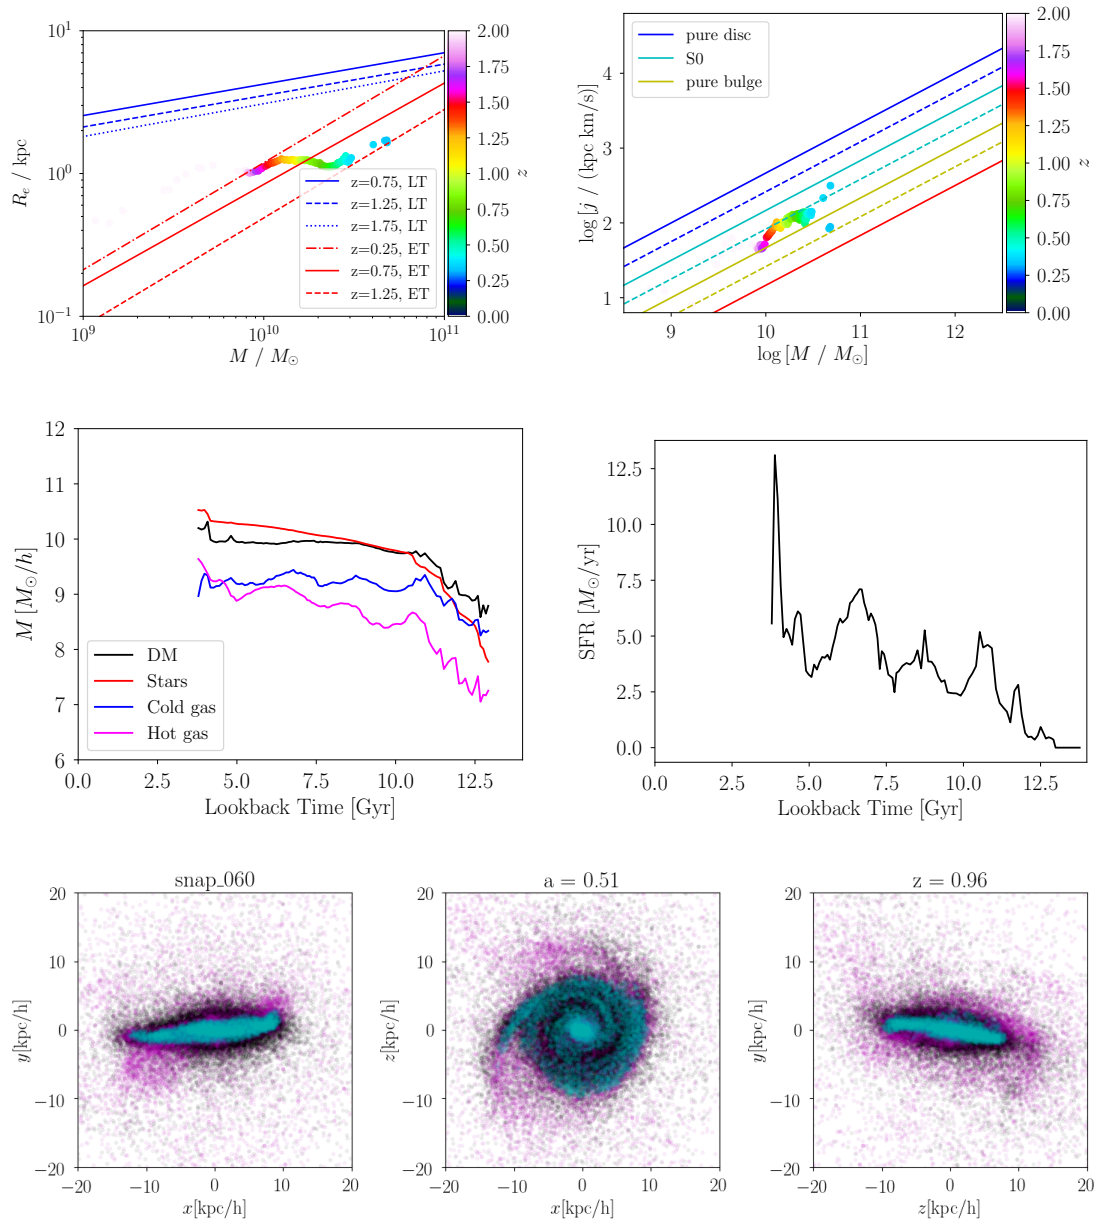 10^1
10^0
10^-1
R_e / kpc
10^9
10^10
10^11
M / M_⊙
z=0.75, LT
z=1.25, LT
z=1.75, LT
z=0.25, ET
z=0.75, ET
z=1.25, ET
2.00
1.75
1.50
1.25
1.00
0.75
0.50
0.25
0.00
z
4
3
2
1
log [j / (kpc km/s)]
9
10
11
12
log [M / M_⊙]
pure disc
S0
pure bulge
2.00
1.75
1.50
1.25
1.00
0.75
0.50
0.25
0.00
z
12
11
10
9
8
7
6
M [M_⊙/h]
DM
Stars
Cold gas
Hot gas
0.0
2.5
5.0
7.5
10.0
12.5
Lookback Time [Gyr]
12.5
10.0
7.5
5.0
2.5
0.0
SFR [M_⊙/yr]
0.0
2.5
5.0
7.5
10.0
12.5
Lookback Time [Gyr]
snap_060
20
10
0
−10
−20
y[kpc/h]
−20
−10
0
10
20
x[kpc/h]
a = 0.51
20
10
0
−10
−20
z[kpc/h]
−20
−10
0
10
20
x[kpc/h]
z = 0.96
20
10
0
−10
−20
y[kpc/h]
−20
−10
0
10
20
z[kpc/h]